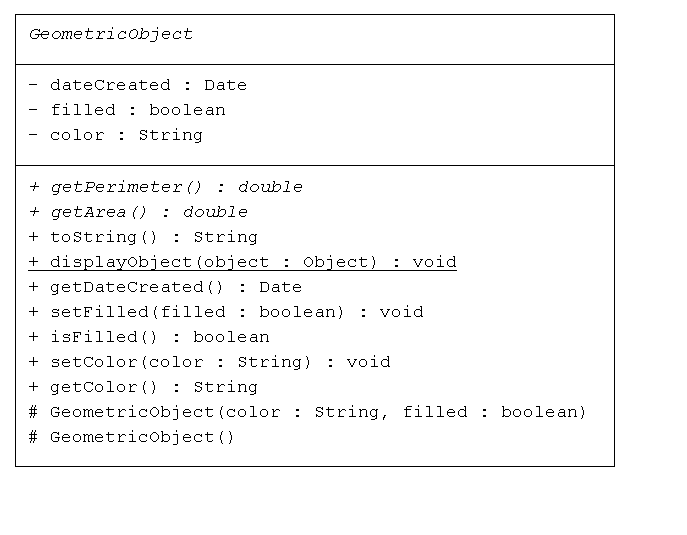 GeometricObject
- dateCreated : Date
- filled : boolean
- color : String
+ getPerimeter() : double
+ getArea() : double
+ toString() : String
+ displayObject(object : Object) : void
+ getDateCreated() : Date
+ setFilled(filled : boolean) : void
+ isFilled() : boolean
+ setColor(color : String) : void
+ getColor() : String
# GeometricObject(color : String, filled : boolean)
# GeometricObject()